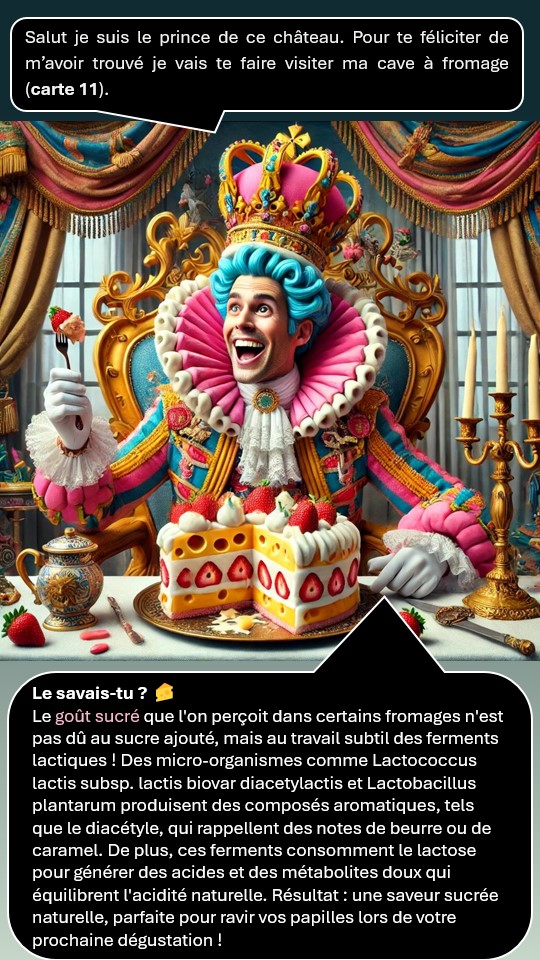 Salut je suis le prince de ce château. Pour te féliciter de
m'avoir trouvé je vais te faire visiter ma cave à fromage
(carte 11).
Le savais-tu ? 🧀
Le goût sucré que l'on perçoit dans certains fromages n'est
pas dû au sucre ajouté, mais au travail subtil des ferments
lactiques ! Des micro-organismes comme Lactococcus
lactis subsp. lactis biovar diacetylactis et Lactobacillus
plantarum produisent des composés aromatiques, tels
que le diacétyle, qui rappellent des notes de beurre ou de
caramel. De plus, ces ferments consomment le lactose
pour générer des acides et des métabolites doux qui
équilibrent l'acidité naturelle. Résultat : une saveur sucrée
naturelle, parfaite pour ravir vos papilles lors de votre
prochaine dégustation !